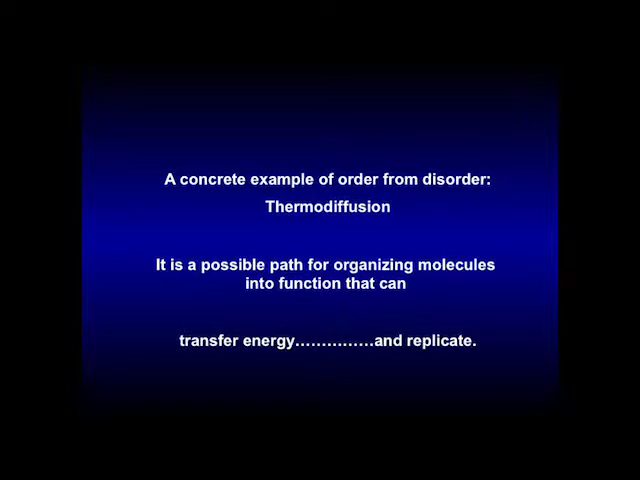 A concrete example of order from disorder:
Thermodiffusion
It is a possible path for organizing molecules
into function that can
transfer energy……………and replicate.